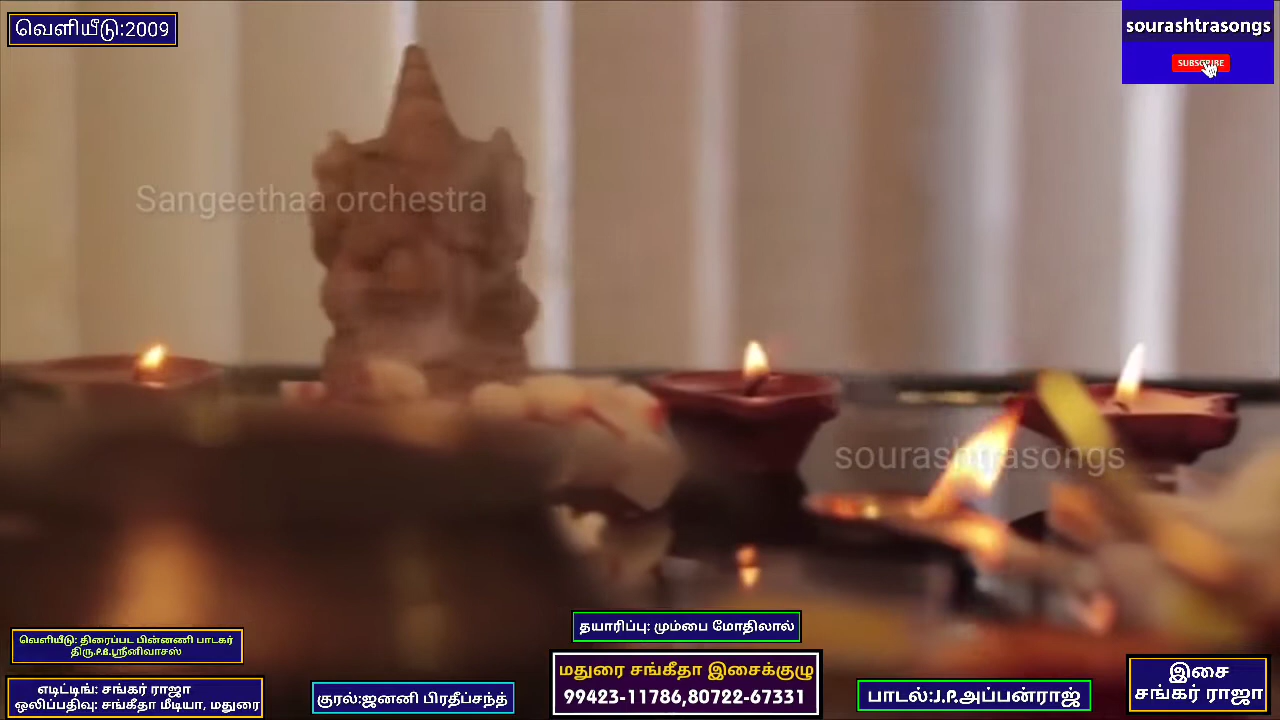 வெளியீடு:2009
sourashtrasongs
SUBSCRIBE
Sangeethaa orchestra
sourashtrasongs
தயாரிப்பு: மும்பை மோதிலால்
வெளியீடு: திரைப்பட பின்னணி பாடகர்
திரு.P.B.ஸ்ரீனிவாசஸ்
மதுரை சங்கீதா இசைக்குழு
99423-11786,80722-67331
எடிட்டிங்: சங்கர் ராஜா
ஒலிப்பதிவு: சங்கீதா மீடியா, மதுரை
குரல்:ஜனனி பிரதீப்சந்த்
பாடல்:J.P.அப்பன்ராஜ்
இசை
சங்கர் ராஜா